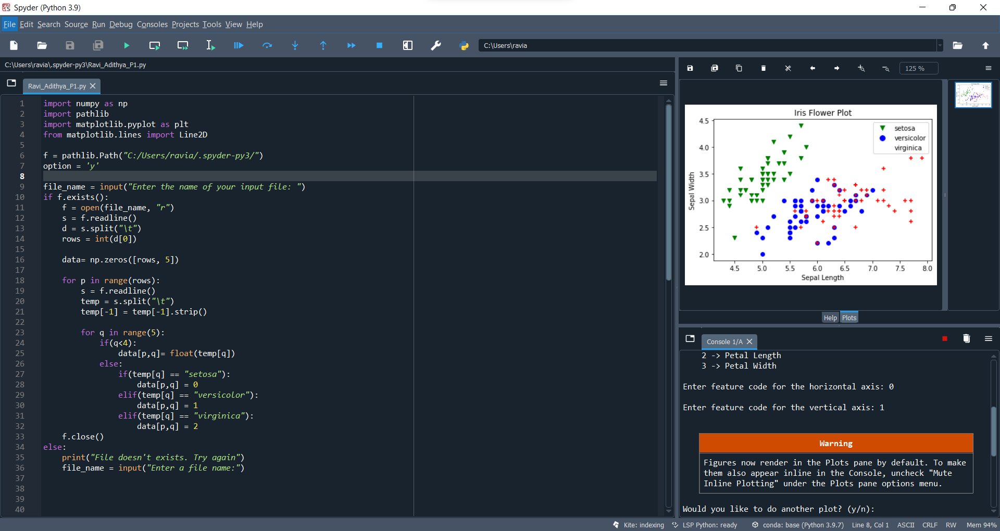 Spyder (Python 3.9)
File Edit Search Source Run Debug Consoles Projects Tools View Help
C:\Users\ravia
C:\Users\ravia\.spyder-py3\Ravi_Adithya_P1.py
Ravi_Adithya_P1.py
1 import numpy as np
2 import pathlib
3 import matplotlib.pyplot as plt
4 from matplotlib.lines import Line2D
5
6 f = pathlib.Path("C:/Users/ravia/.spyder-py3/")
7 option = 'y'
8
9 file_name = input("Enter the name of your input file: ")
10 if f.exists():
11     f = open(file_name, "r")
12     s = f.readline()
13     d = s.split("\t")
14     rows = int(d[0])
15
16     data= np.zeros([rows, 5])
17
18     for p in range(rows):
19         s = f.readline()
20         temp = s.split("\t")
21         temp[-1] = temp[-1].strip()
22
23         for q in range(5):
24             if(q<4):
25                 data[p,q]= float(temp[q])
26             else:
27                 if(temp[q] == "setosa"):
28                     data[p,q] = 0
29                 elif(temp[q] == "versicolor"):
30                     data[p,q] = 1
31                 elif(temp[q] == "virginica"):
32                     data[p,q] = 2
33     f.close()
34 else:
35     print("File doesn't exists. Try again")
36     file_name = input("Enter a file name:")
37
38
39
40
125 %
Iris Flower Plot
setosa
versicolor
virginica
Sepal Width
4.5
4.0
3.5
3.0
2.5
2.0
4.5 5.0 5.5 6.0 6.5 7.0 7.5 8.0
Sepal Length
Help Plots
Console 1/A
2 -> Petal Length
3 -> Petal Width
Enter feature code for the horizontal axis: 0
Enter feature code for the vertical axis: 1
Warning
Figures now render in the Plots pane by default. To make
them also appear inline in the Console, uncheck "Mute
Inline Plotting" under the Plots pane options menu.
Would you like to do another plot? (y/n):
Kite: indexing LSP Python: ready conda: base (Python 3.9.7) Line 8, Col 1 ASCII CRLF RW Mem 94%